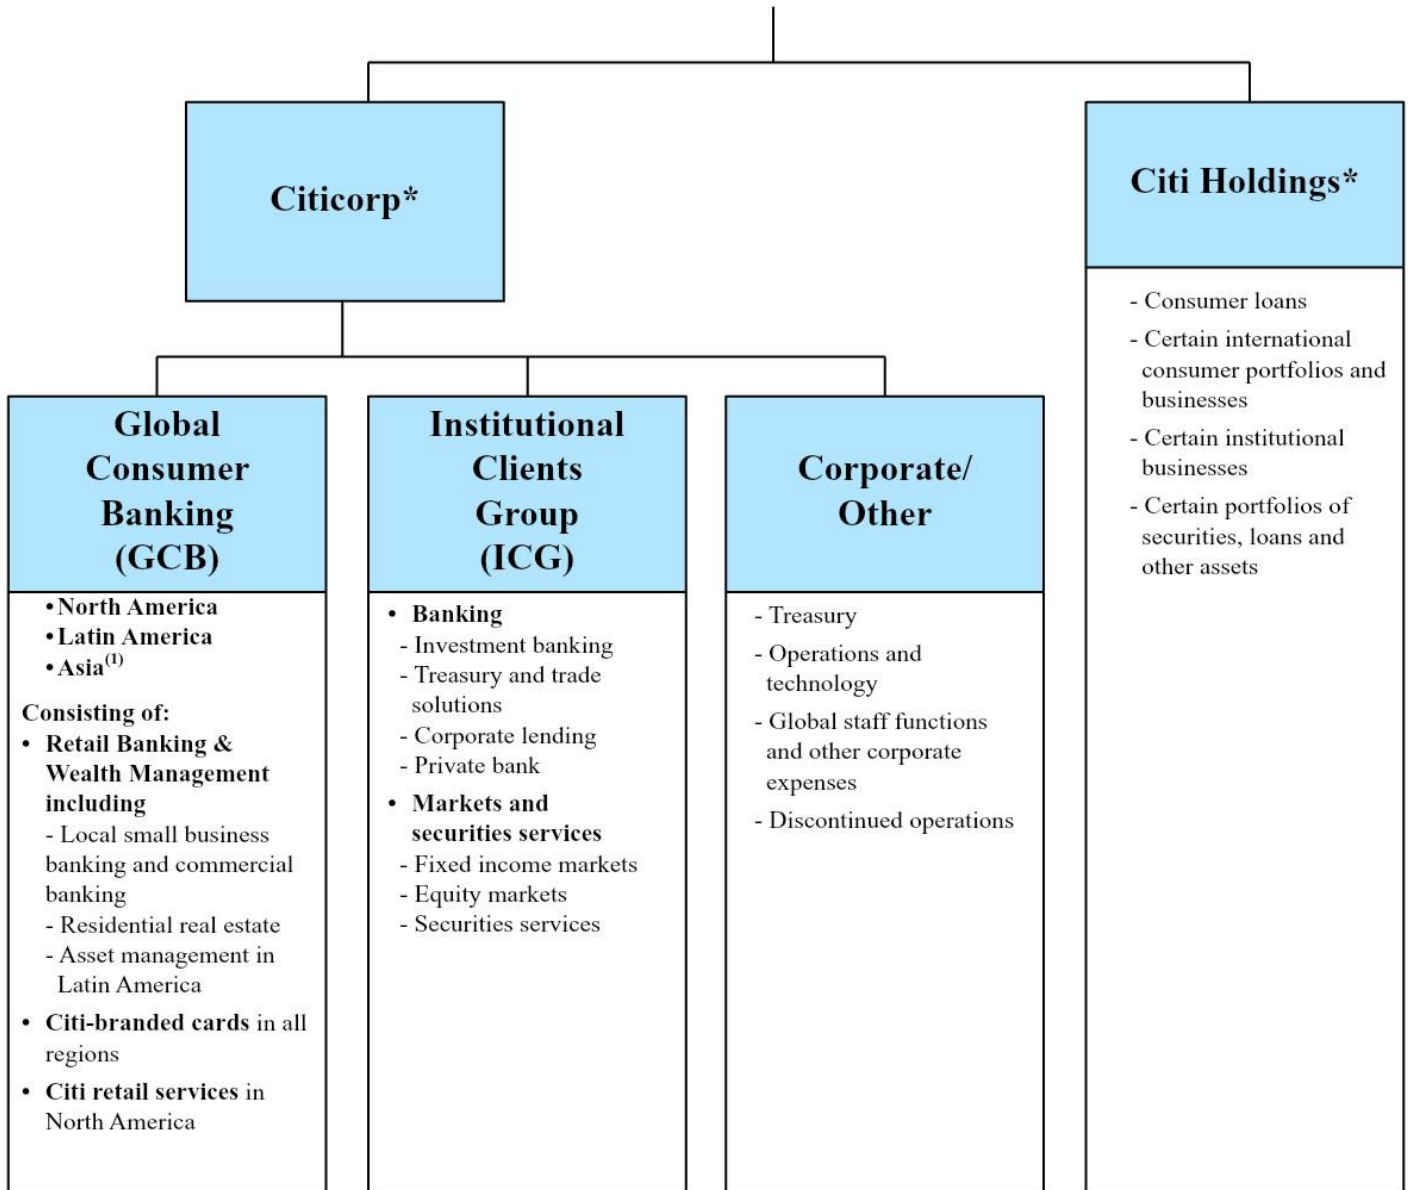 Citicorp*
Citi Holdings*
- Consumer loans
- Certain international
consumer portfolios and
businesses
- Certain institutional
businesses
- Certain portfolios of
securities, loans and
other assets
Global
Consumer
Banking
(GCB)
• North America
• Latin America
• Asia(1)
Consisting of:
• Retail Banking &
Wealth Management
including
- Local small business
banking and commercial
banking
- Residential real estate
- Asset management in
Latin America
• Citi-branded cards in all
regions
• Citi retail services in
North America
Institutional
Clients
Group
(ICG)
• Banking
- Investment banking
- Treasury and trade
solutions
- Corporate lending
- Private bank
• Markets and
securities services
- Fixed income markets
- Equity markets
- Securities services
Corporate/
Other
- Treasury
- Operations and
technology
- Global staff functions
and other corporate
expenses
- Discontinued operations